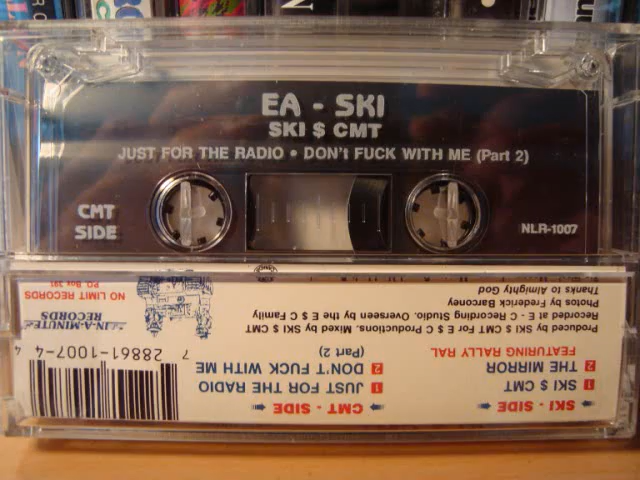 EA - SKI
SKI $ CMT
JUST FOR THE RADIO • DON't FUCK WITH ME (Part 2)
CMT
SIDE
NLR-1007
SKI - SIDE
1 SKI $ CMT
2 THE MIRROR
FEATURING RALLY RAL
CMT - SIDE
1 JUST FOR THE RADIO
2 DON'T FUCK WITH ME
(Part 2)
7 28861-1007-4 4
Produced by SKI $ CMT For E $ C Productions. Mixed by SKI $ CMT
Recorded at E - C Recording Studio. Overseen by the E $ C Family
Photos by Frederick Barconey
Thanks to Almighty God
IN-A-MINUTE
RECORDS
NO LIMIT RECORDS
P.O. Box 391